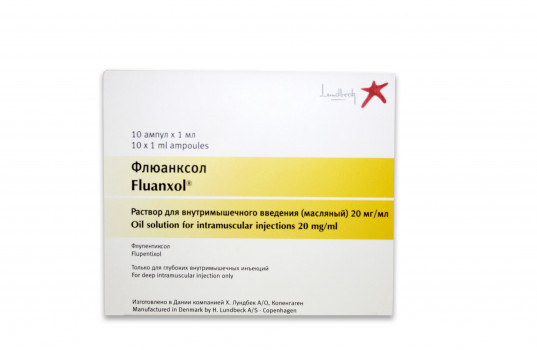 Lundbeck
10 ампул x 1 мл
10 x 1 ml ampoules
Флюанксол
Fluanxol®
Раствор для внутримышечного введения (масляный) 20 мг/мл
Oil solution for intramuscular injections 20 mg/ml
Флупентиксол
Flupentixol
Только для глубоких внутримышечных инъекций
For deep intramuscular injection only
Изготовлено в Дании компанией Х. Лундбек А/О, Копенгаген
Manufactured in Denmark by H. Lundbeck A/S - Copenhagen